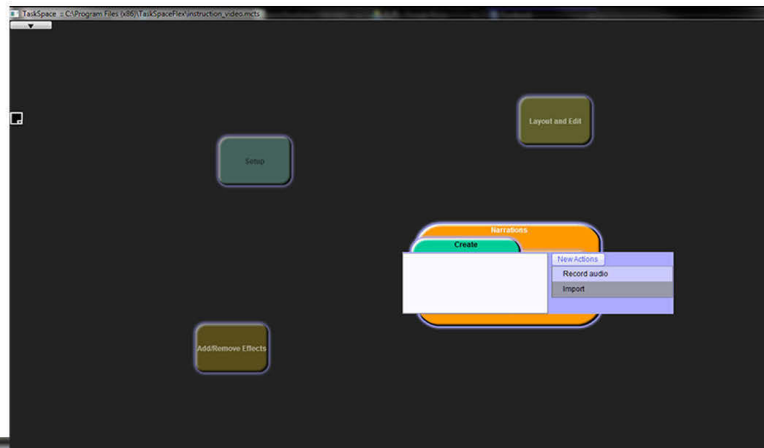 TaskSpace :: C:\Program Files (x86)\TaskSpaceFlex\instruction_video.mcts
Layout and Edit
Setup
Narrations
Create
New Actions
Record audio
Import
Add/Remove Effects